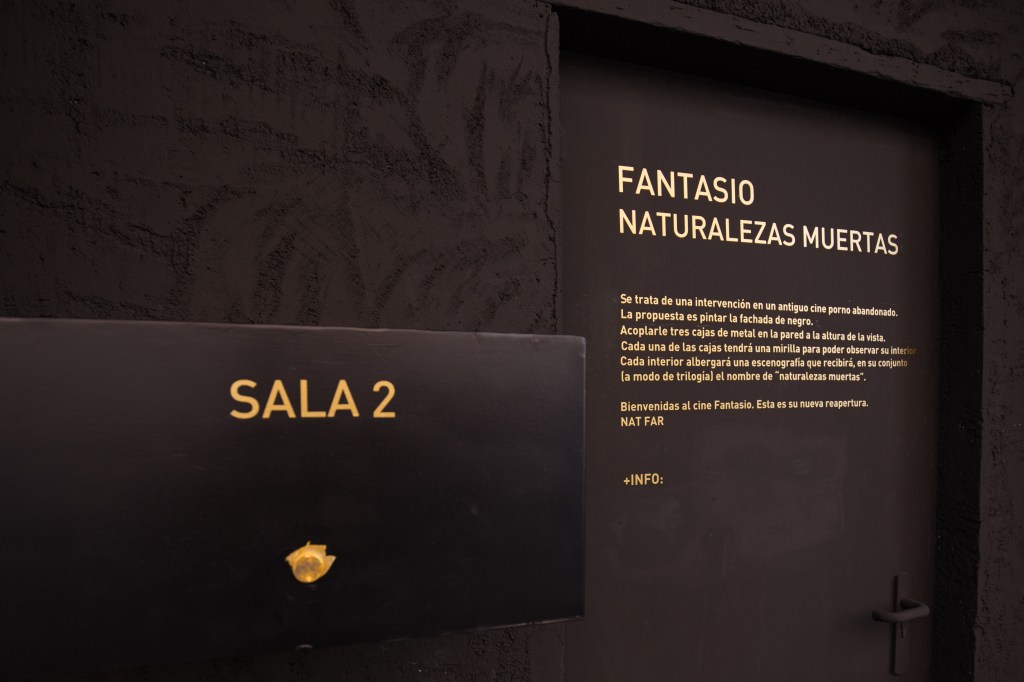 SALA 2
FANTASIO
NATURALEZAS MUERTAS
Se trata de una intervención en un antiguo cine porno abandonado.
La propuesta es pintar la fachada de negro.
Acoplarle tres cajas de metal en la pared a la altura de la vista.
Cada una de las cajas tendrá una mirilla para poder observar su interior.
Cada interior albergará una escenografía que recibirá, en su conjunto
(a modo de trilogía) el nombre de "naturalezas muertas".
Bienvenidas al cine Fantasio. Esta es su nueva reapertura.
NAT FAR
+INFO: